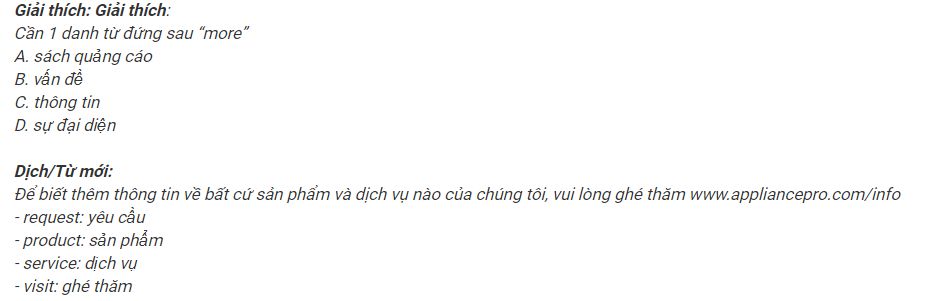 Giải thích: Giải thích:
Cần 1 danh từ đứng sau “more”
A. sách quảng cáo
B. vấn đề
C. thông tin
D. sự đại diện
Dịch/Từ mới:
Để biết thêm thông tin về bất cứ sản phẩm và dịch vụ nào của chúng tôi, vui lòng ghé thăm www.appliancepro.com/info
- request: yêu cầu
- product: sản phẩm
- service: dịch vụ
- visit: ghé thăm